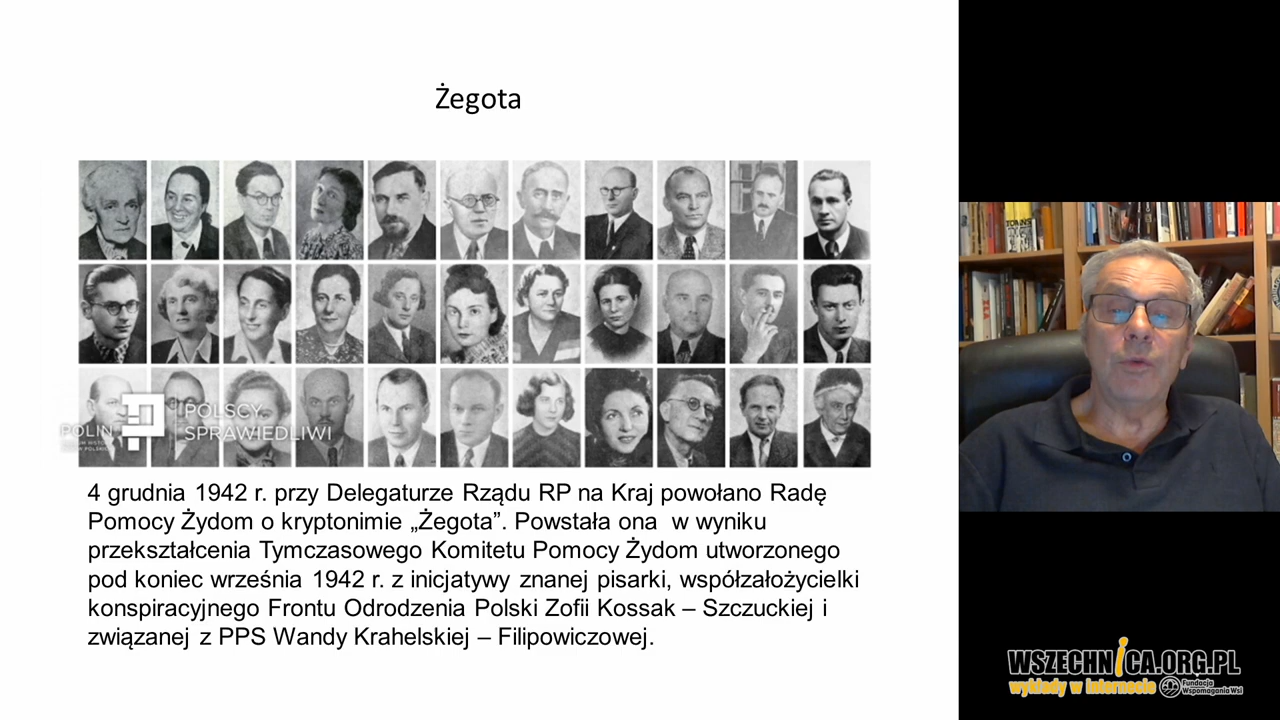 Żegota
POLIN
POLSCY
SPRAWIEDLIWI
4 grudnia 1942 r. przy Delegaturze Rządu RP na Kraj powołano Radę
Pomocy Żydom o kryptonimie „Żegota”. Powstała ona w wyniku
przekształcenia Tymczasowego Komitetu Pomocy Żydom utworzonego
pod koniec września 1942 r. z inicjatywy znanej pisarki, współzałożycielki
konspiracyjnego Frontu Odrodzenia Polski Zofii Kossak – Szczuckiej i
związanej z PPS Wandy Krahelskiej – Filipowiczowej.
WSZECHNICA.ORG.PL
wykłady w internecie
Fundacja
Wspomagania Wsi